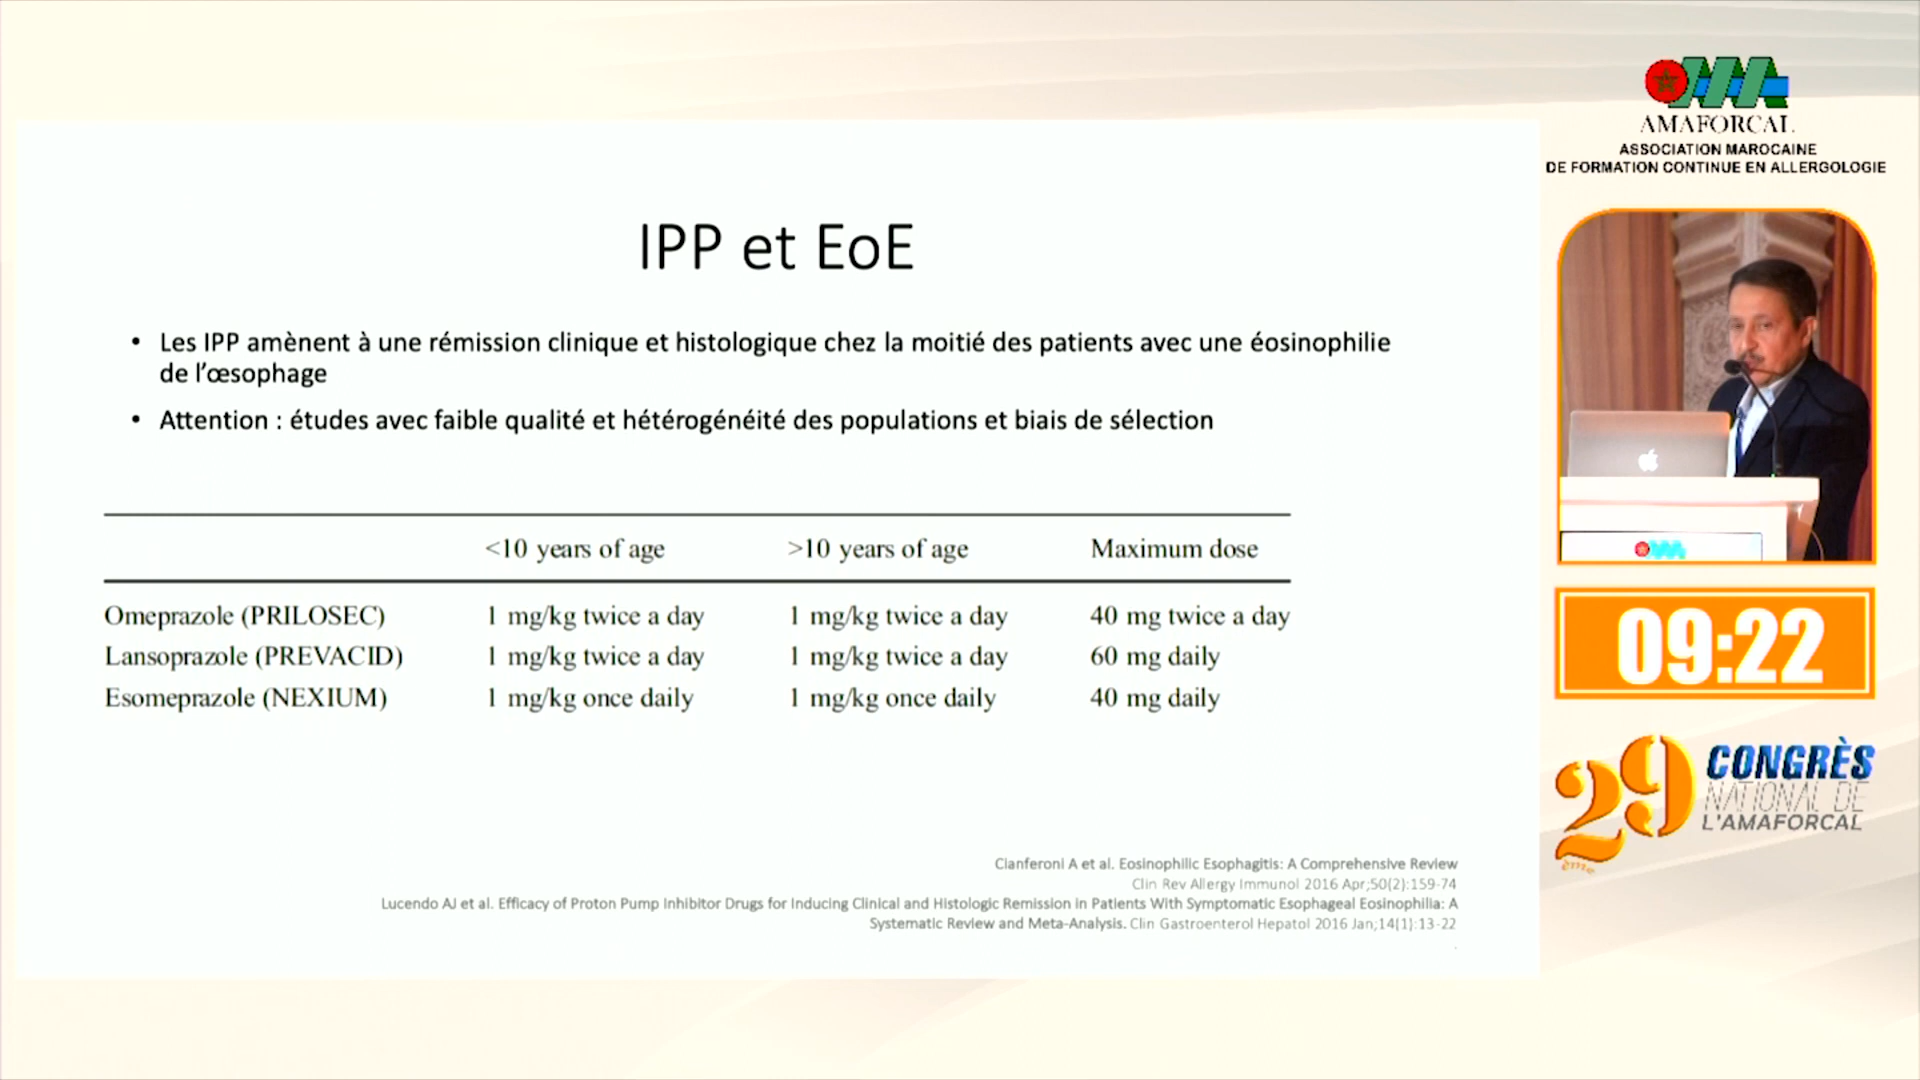 AMAFORCAL
ASSOCIATION MAROCAINE
DE FORMATION CONTINUE EN ALLERGOLOGIE
IPP et EoE
• Les IPP amènent à une rémission clinique et histologique chez la moitié des patients avec une éosinophilie
de l'œsophage
• Attention : études avec faible qualité et hétérogénéité des populations et biais de sélection
<10 years of age >10 years of age Maximum dose
Omeprazole (PRILOSEC) 1 mg/kg twice a day 1 mg/kg twice a day 40 mg twice a day
Lansoprazole (PREVACID) 1 mg/kg twice a day 1 mg/kg twice a day 60 mg daily
Esomeprazole (NEXIUM) 1 mg/kg once daily 1 mg/kg once daily 40 mg daily
Cianferoni A et al. Eosinophilic Esophagitis: A Comprehensive Review
Clin Rev Allergy Immunol 2016 Apr;50(2):159-74
Lucendo AJ et al. Efficacy of Proton Pump Inhibitor Drugs for Inducing Clinical and Histologic Remission in Patients With Symptomatic Esophageal Eosinophilia: A
Systematic Review and Meta-Analysis. Clin Gastroenterol Hepatol 2016 Jan;14(1):13-22
.
09:22
29ème CONGRÈS
NATIONAL DE
L'AMAFORCAL